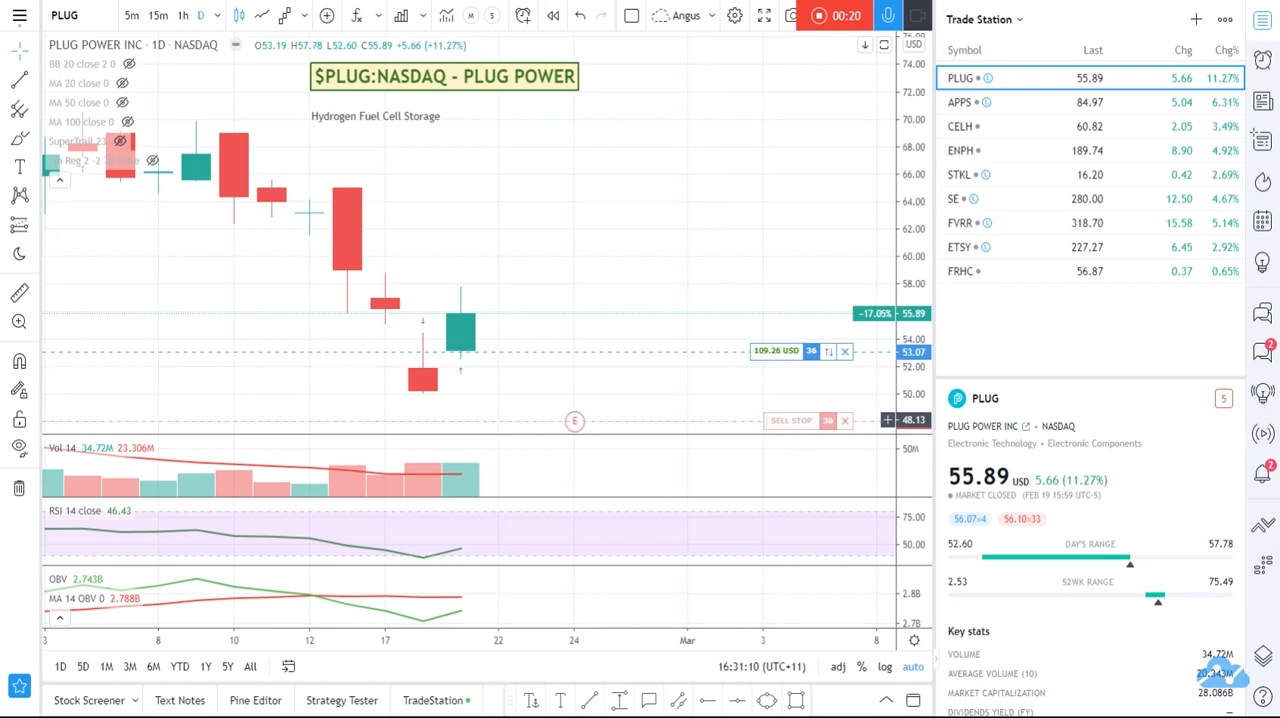 PLUG 5m 15m 1h D Angus 00:20
Trade Station
PLUG POWER INC · 1D · NASDAQ O53.19 H57.78 L52.60 C55.89 +5.66 (+11.27%)
USD
BB 20 close 2 0
MA 20 close 0
MA 50 close 0
MA 100 close 0
SuperTrail 23
$PLUG:NASDAQ - PLUG POWER
Hydrogen Fuel Cell Storage
76.00
74.00
72.00
70.00
68.00
66.00
64.00
62.00
60.00
58.00
−17.05% 55.89
54.00
109.26 USD 36 53.07
52.00
50.00
E SELL STOP 36 48.13
Vol 14 34.72M 23.306M
50M
RSI 14 close 46.43
75.00
50.00
OBV 2.743B
MA 14 OBV 0 2.788B
2.8B
2.7B
3 8 10 12 17 22 24 Mar 3 8
1D 5D 1M 3M 6M YTD 1Y 5Y ALL 16:31:10 (UTC+11) adj % log auto
Stock Screener Text Notes Pine Editor Strategy Tester TradeStation
Symbol Last Chg Chg%
PLUG L 55.89 5.66 11.27%
APPS L 84.97 5.04 6.31%
CELH 60.82 2.05 3.49%
ENPH 189.74 8.90 4.92%
STKL L 16.20 0.42 2.69%
SE L 280.00 12.50 4.67%
FVRR L 318.70 15.58 5.14%
ETSY L 227.27 6.45 2.92%
FRHC 56.87 0.37 0.65%
PLUG 5
PLUG POWER INC • NASDAQ
Electronic Technology • Electronic Components
55.89 USD 5.66 (11.27%)
MARKET CLOSED (FEB 19 15:59 UTC-5)
56.07×4 56.10×33
52.60 DAY'S RANGE 57.78
2.53 52WK RANGE 75.49
Key stats
VOLUME 34.72M
AVERAGE VOLUME (10) 20.343M
MARKET CAPITALIZATION 28.086B
DIVIDENDS YIELD (FY) —
2
2